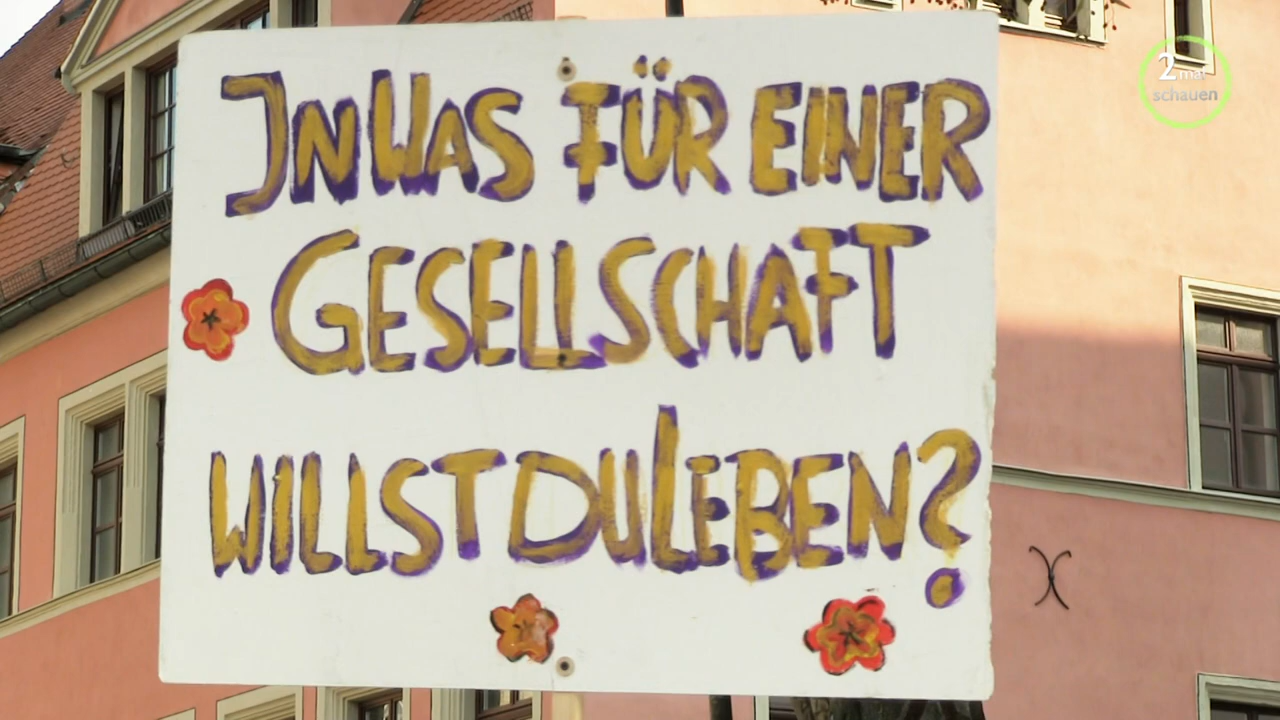 IN WAS FÜR EINER
GESELLSCHAFT
WILLST DU LEBEN?
2 mal
schauen